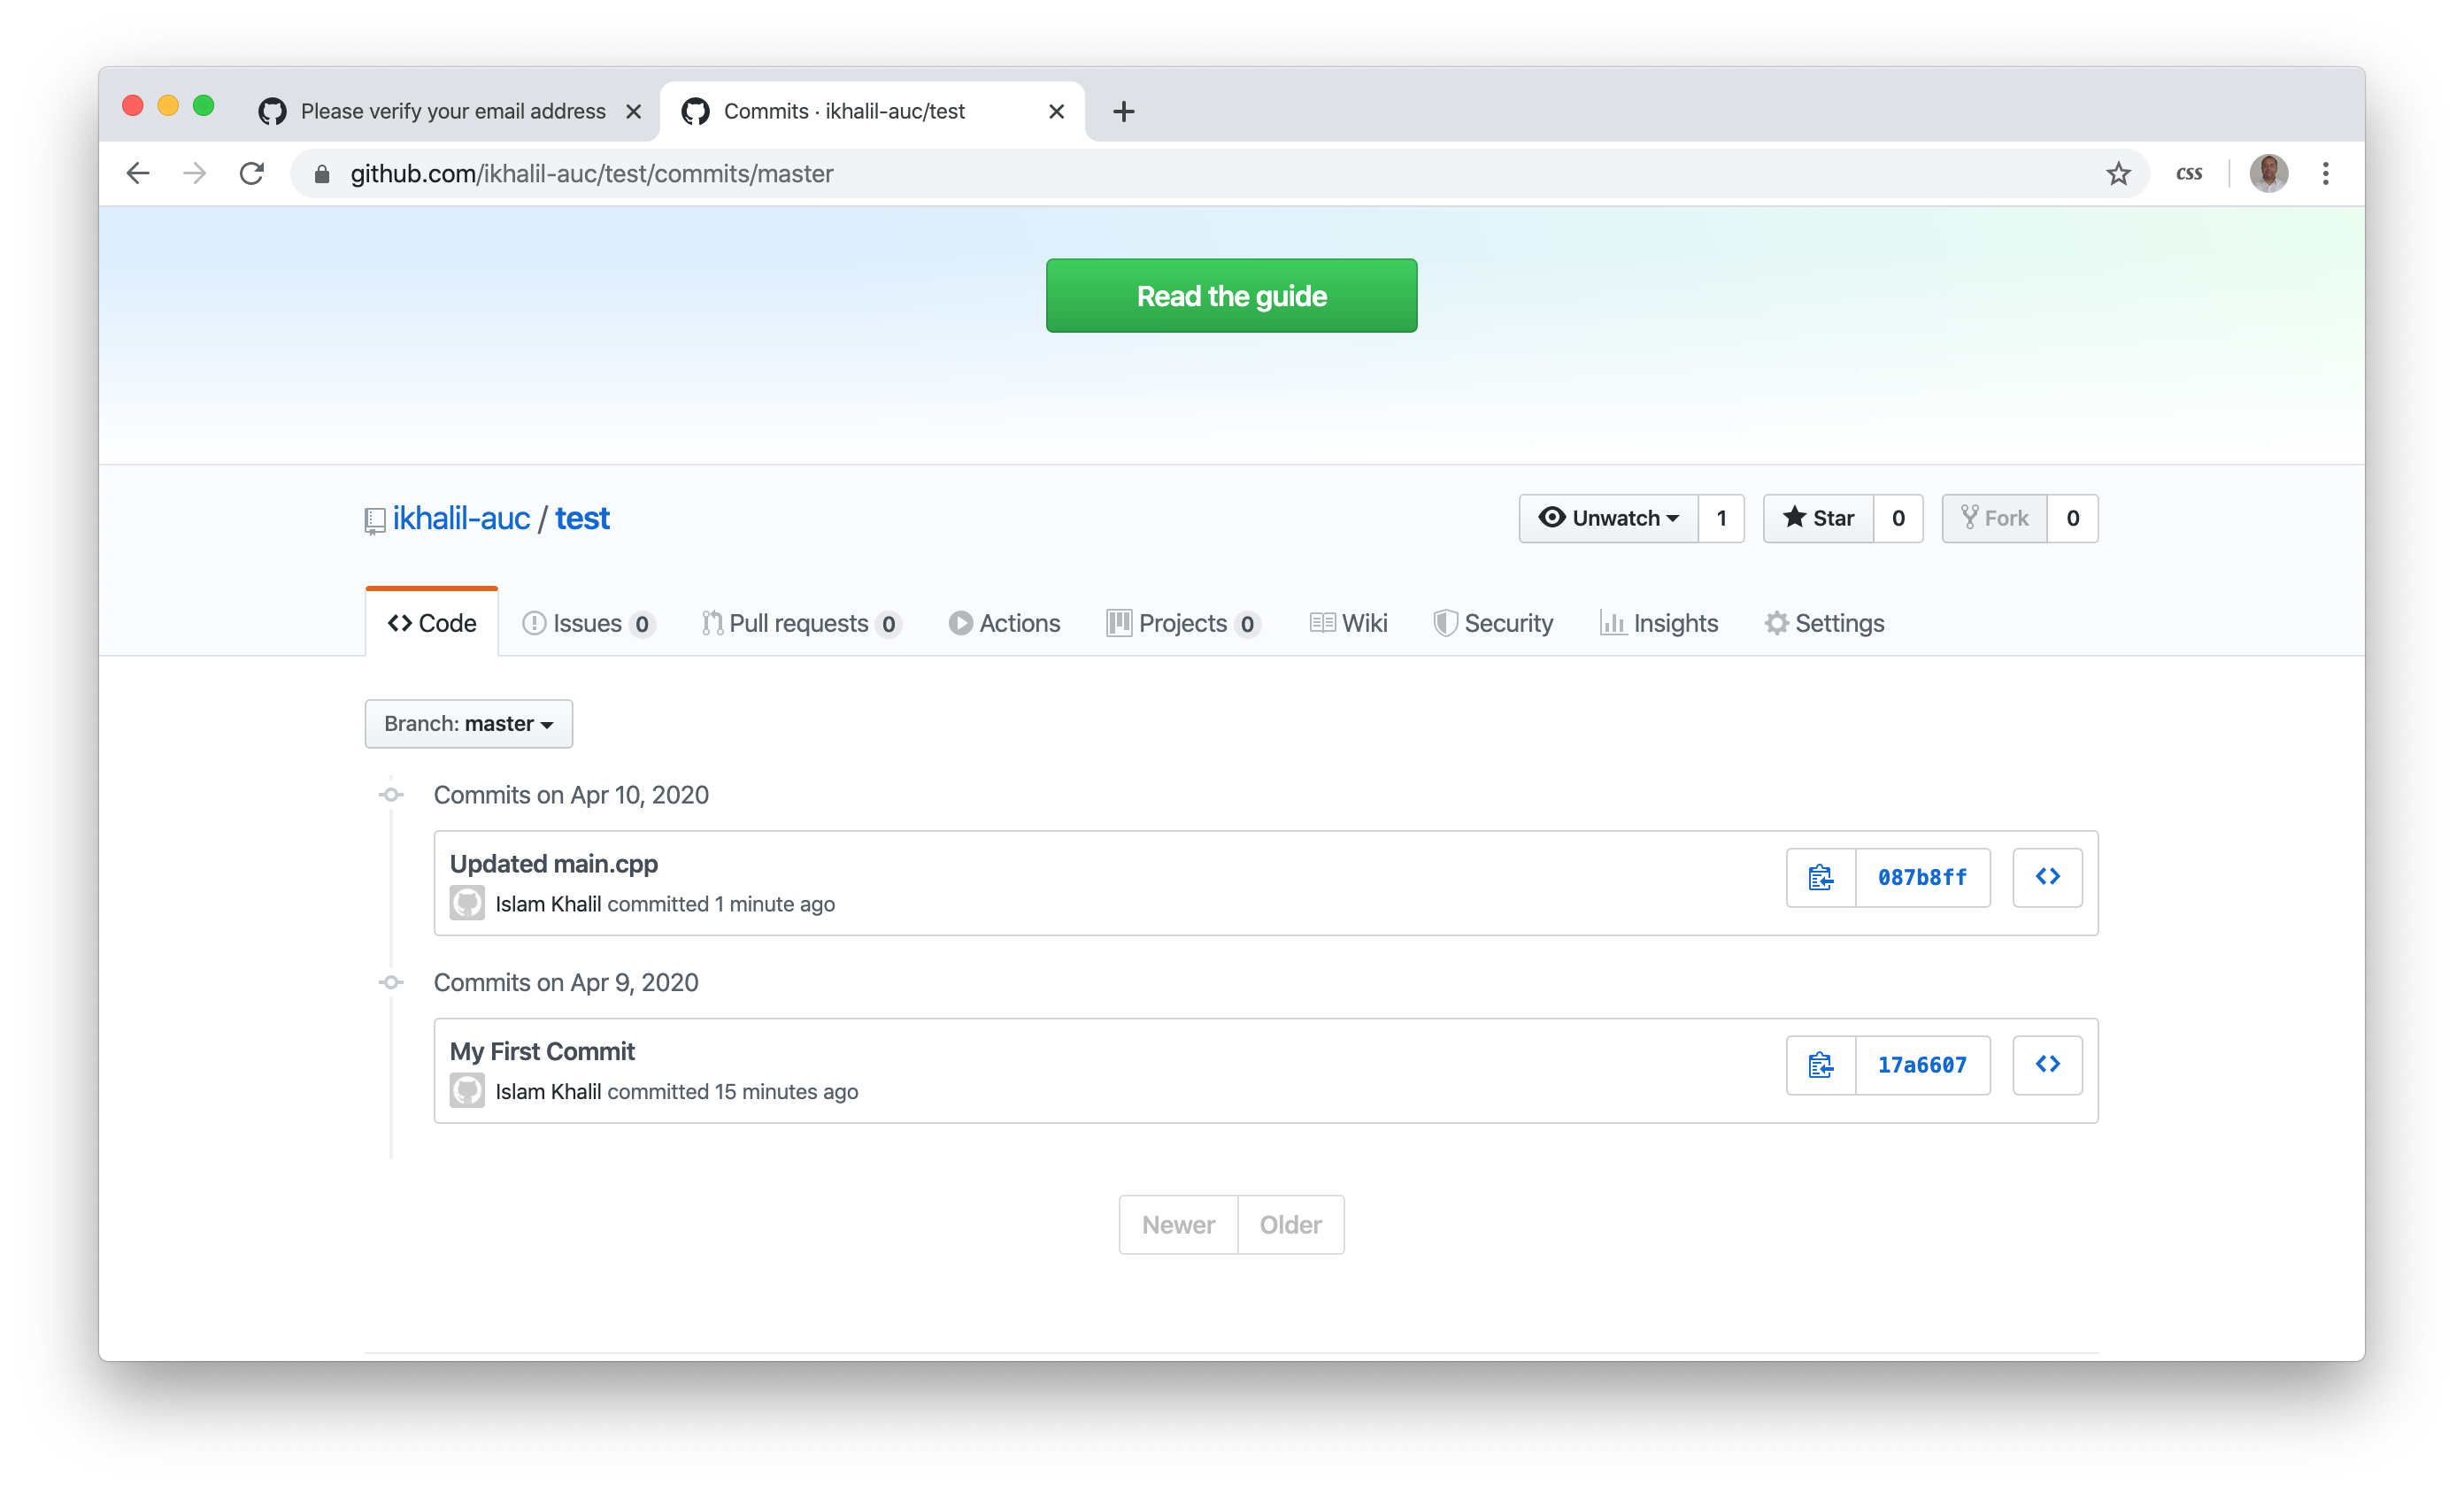 Please verify your email address
Commits · ikhalil-auc/test
github.com/ikhalil-auc/test/commits/master
css
Read the guide
ikhalil-auc / test
Unwatch 1
Star 0
Fork 0
Code
Issues 0
Pull requests 0
Actions
Projects 0
Wiki
Security
Insights
Settings
Branch: master
Commits on Apr 10, 2020
Updated main.cpp
087b8ff
Islam Khalil committed 1 minute ago
Commits on Apr 9, 2020
My First Commit
17a6607
Islam Khalil committed 15 minutes ago
Newer
Older